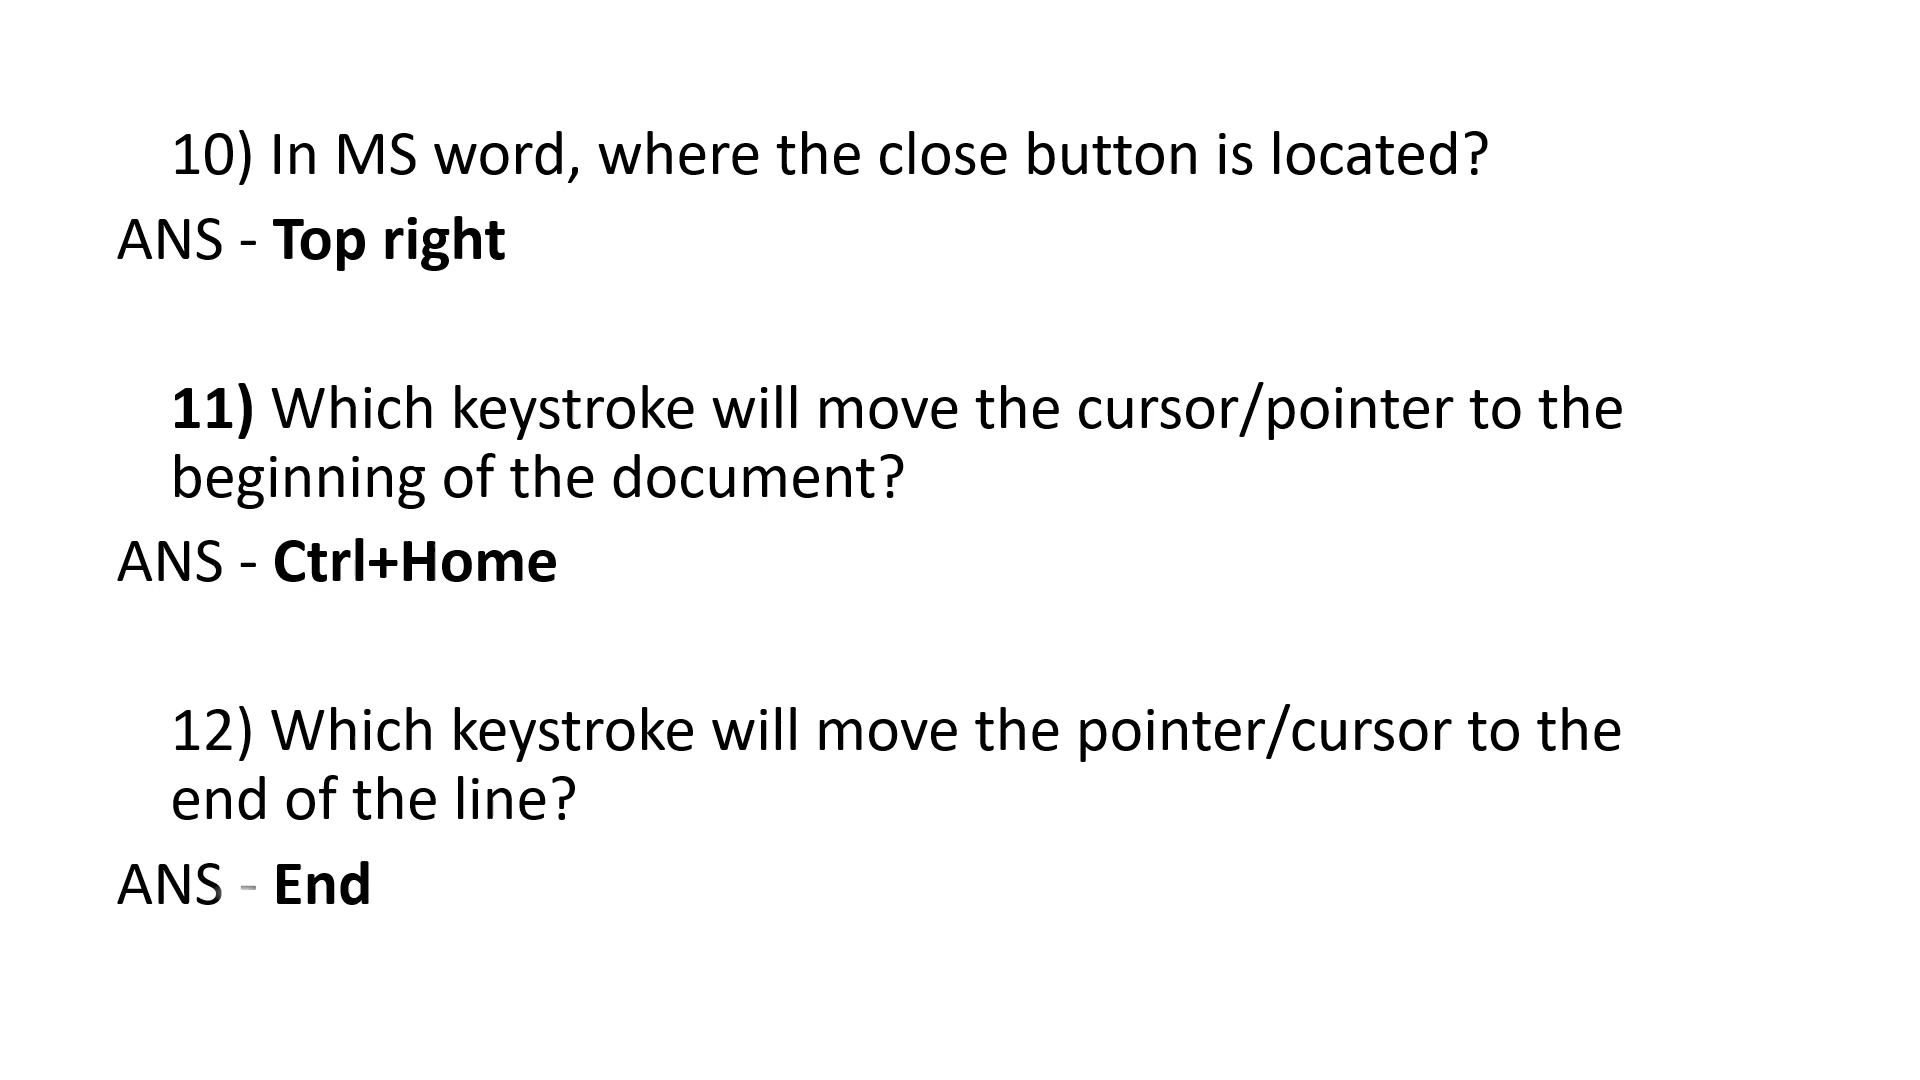 10) In MS word, where the close button is located?
ANS - Top right
11) Which keystroke will move the cursor/pointer to the
beginning of the document?
ANS - Ctrl+Home
12) Which keystroke will move the pointer/cursor to the
end of the line?
ANS - End